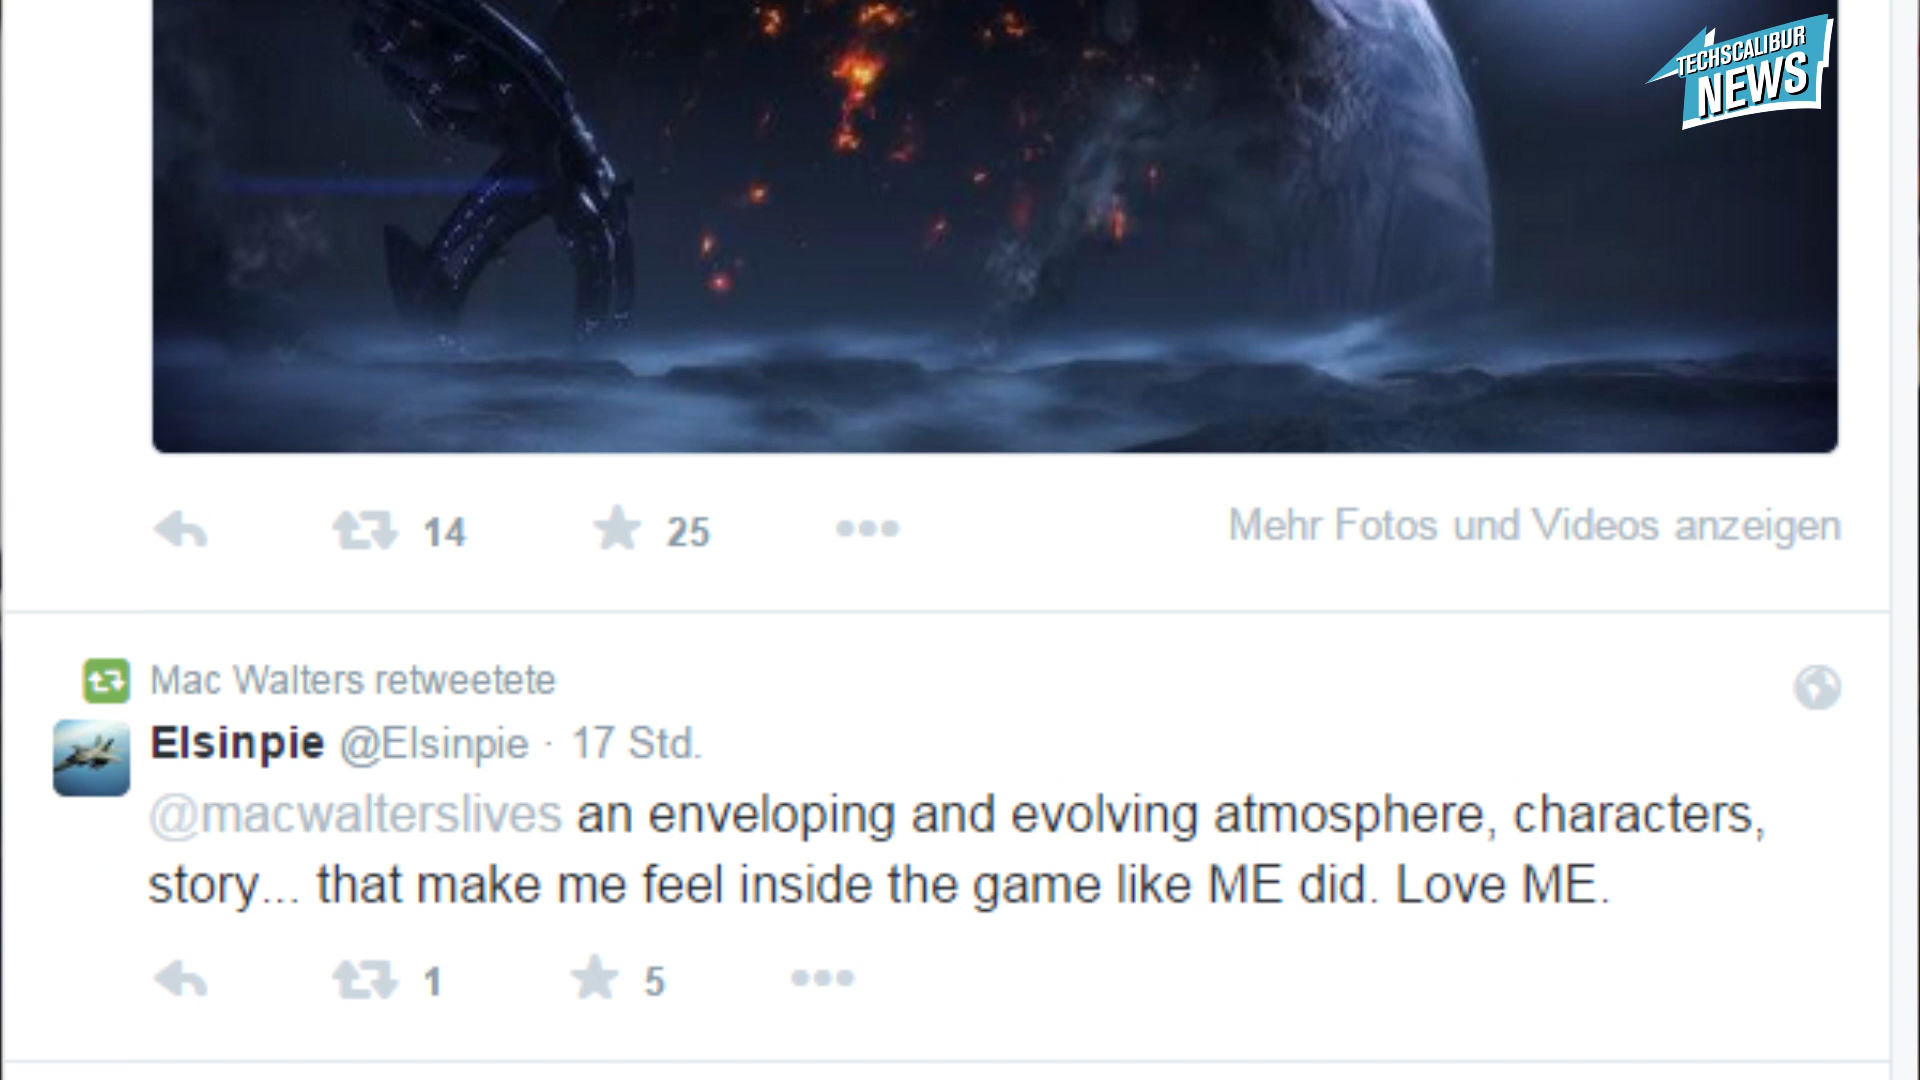 TECHSCALIBUR
NEWS
14
25
Mehr Fotos und Videos anzeigen
Mac Walters retweetete
Elsinpie @Elsinpie · 17 Std.
@macwalterslives an enveloping and evolving atmosphere, characters,
story... that make me feel inside the game like ME did. Love ME.
1
5